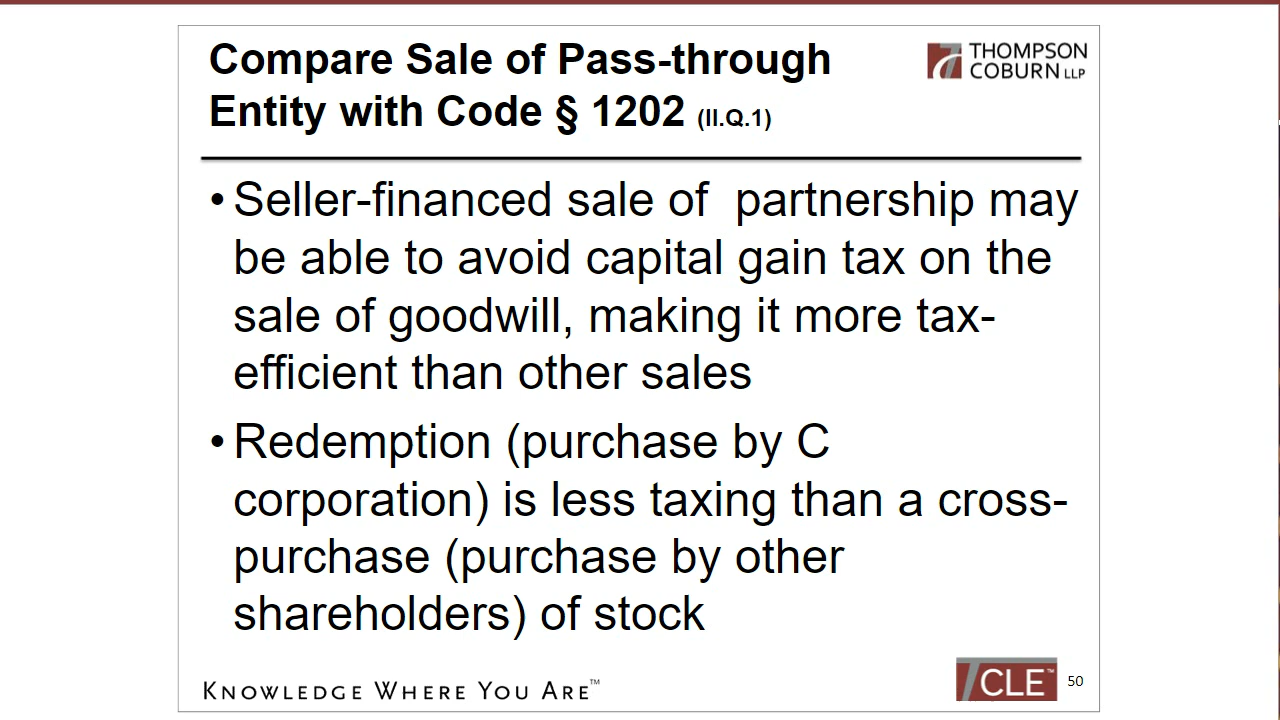 Compare Sale of Pass-through
Entity with Code § 1202 (II.Q.1)
THOMPSON
COBURN LLP
• Seller-financed sale of partnership may
be able to avoid capital gain tax on the
sale of goodwill, making it more tax-
efficient than other sales
• Redemption (purchase by C
corporation) is less taxing than a cross-
purchase (purchase by other
shareholders) of stock
KNOWLEDGE WHERE YOU ARE™
CLE™
50